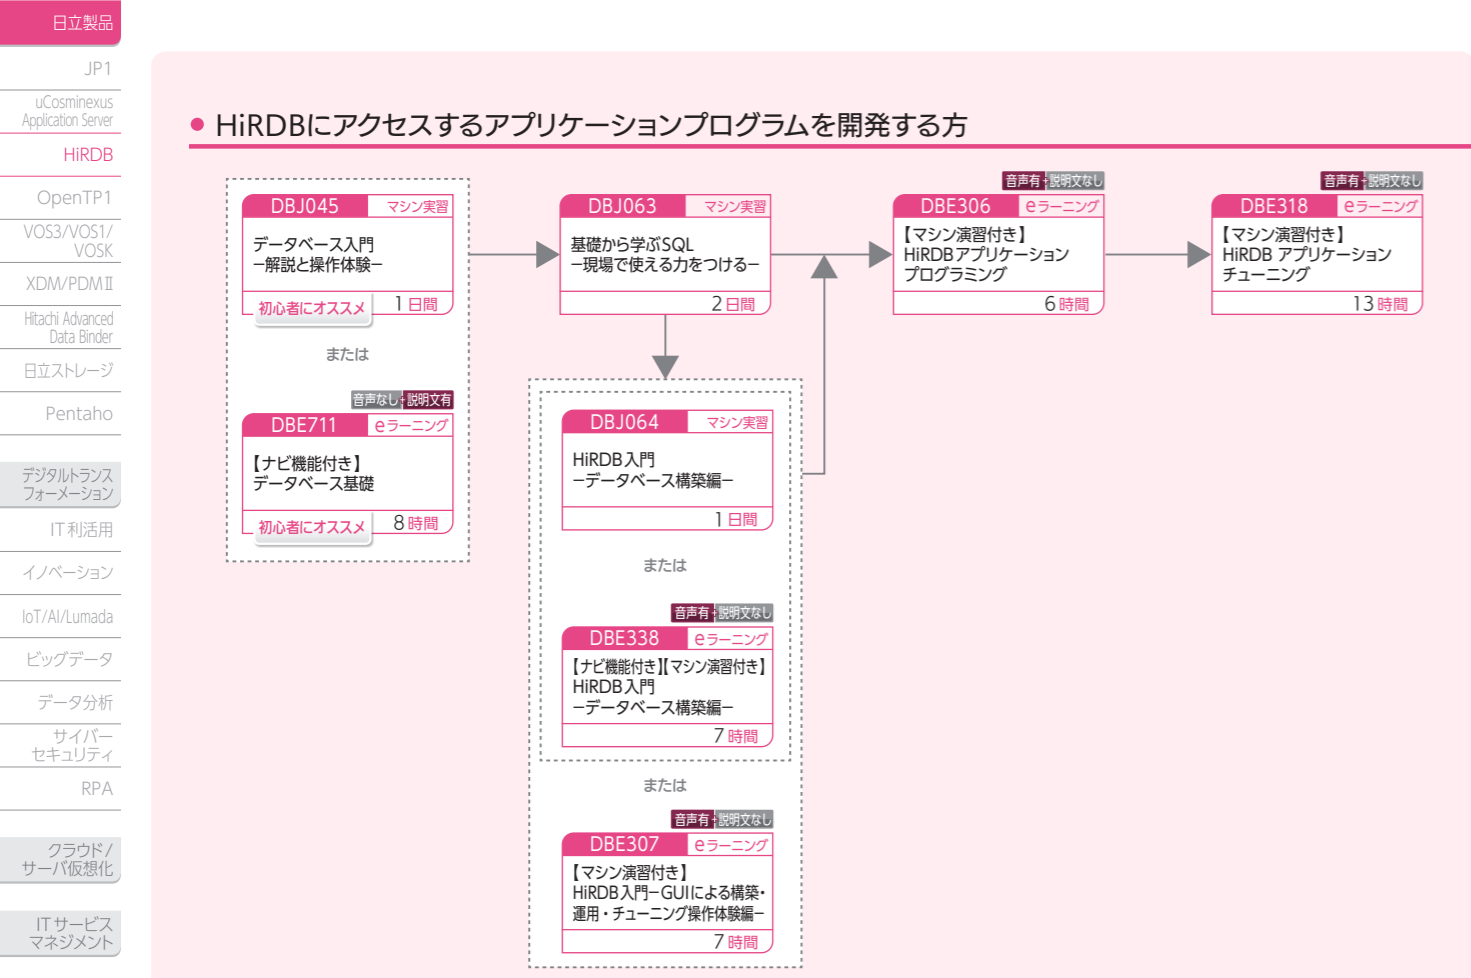 日立製品
JP1
uCosminexus
Application Server
HiRDB
OpenTP1
VOS3/VOS1/
VOSK
XDM/PDMⅡ
Hitachi Advanced
Data Binder
日立ストレージ
Pentaho
デジタルトランス
フォーメーション
IT利活用
イノベーション
IoT/AI/Lumada
ビッグデータ
データ分析
サイバー
セキュリティ
RPA
クラウド/
サーバ仮想化
ITサービス
マネジメント
● HiRDBにアクセスするアプリケーションプログラムを開発する方
DBJ045 マシン実習
データベース入門
－解説と操作体験－
初心者にオススメ 1日間
または
音声なし+説明文有
DBE711 eラーニング
【ナビ機能付き】
データベース基礎
初心者にオススメ 8時間
DBJ063 マシン実習
基礎から学ぶSQL
－現場で使える力をつける－
2日間
DBJ064 マシン実習
HiRDB入門
－データベース構築編－
1日間
または
音声有+説明文なし
DBE338 eラーニング
【ナビ機能付き】【マシン演習付き】
HiRDB入門
－データベース構築編－
7時間
または
音声有+説明文なし
DBE307 eラーニング
【マシン演習付き】
HiRDB入門－GUIによる構築・
運用・チューニング操作体験編－
7時間
音声有+説明文なし
DBE306 eラーニング
【マシン演習付き】
HiRDBアプリケーション
プログラミング
6時間
音声有+説明文なし
DBE318 eラーニング
【マシン演習付き】
HiRDB アプリケーション
チューニング
13時間